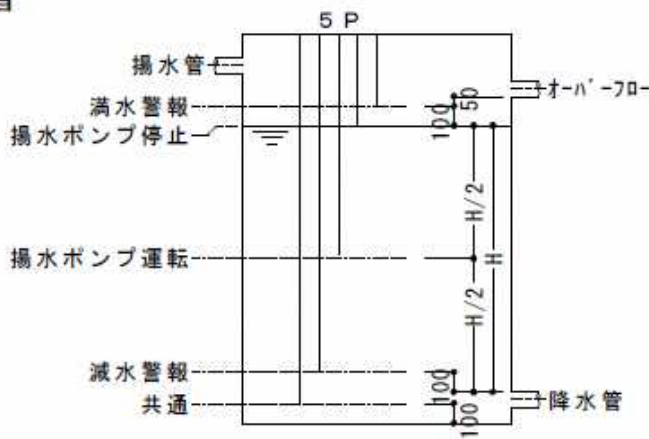 5P
揚水管
オーバーフロー
満水警報
50
100
揚水ポンプ停止
H/2
H
揚水ポンプ運転
H/2
減水警報
100
共通
降水管
100